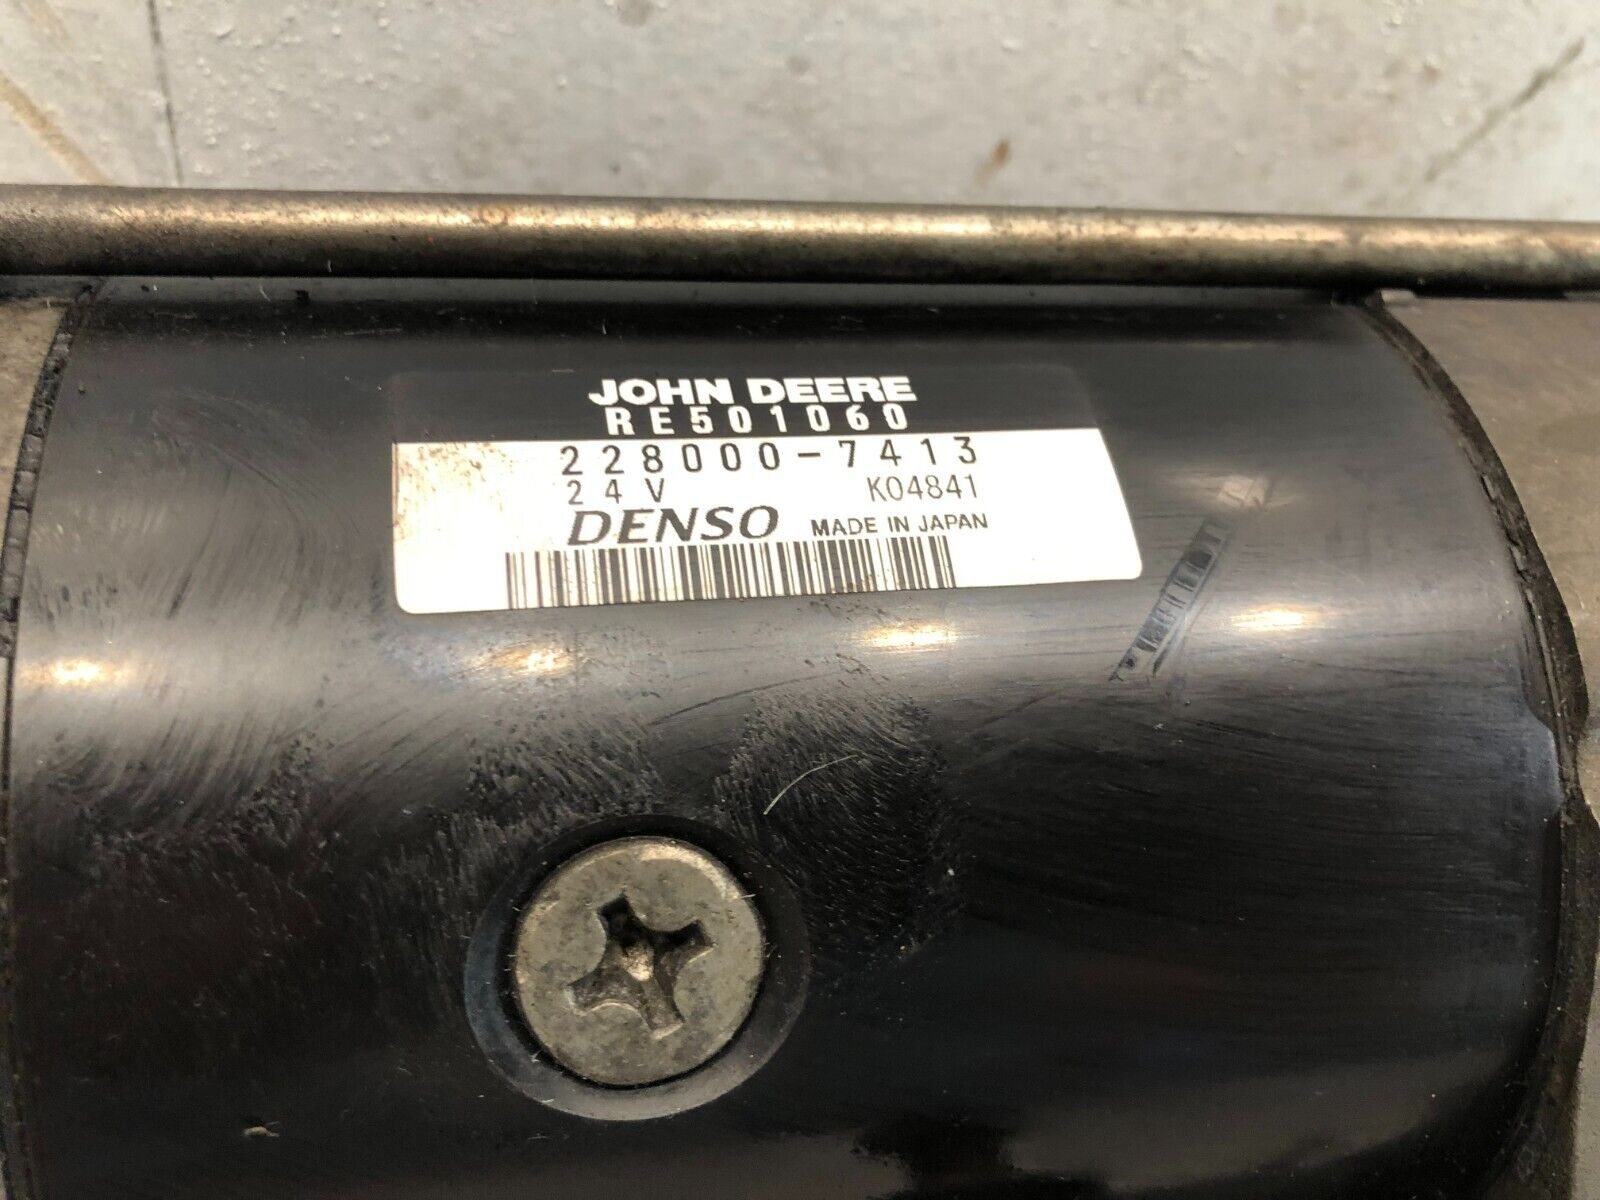 JOHN DEERE
RE501060
228000-7413
24V K04841
DENSO MADE IN JAPAN